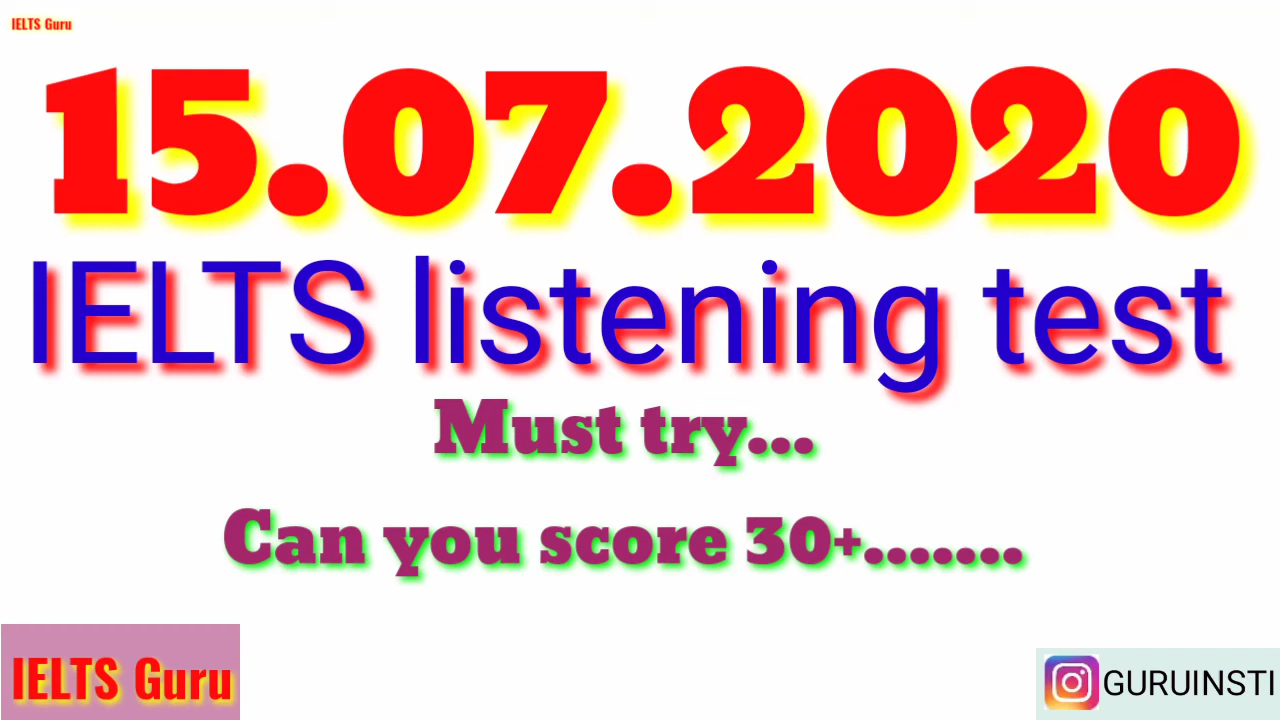 IELTS Guru
15.07.2020
IELTS listening test
Must try...
Can you score 30+.......
IELTS Guru
GURUINSTI